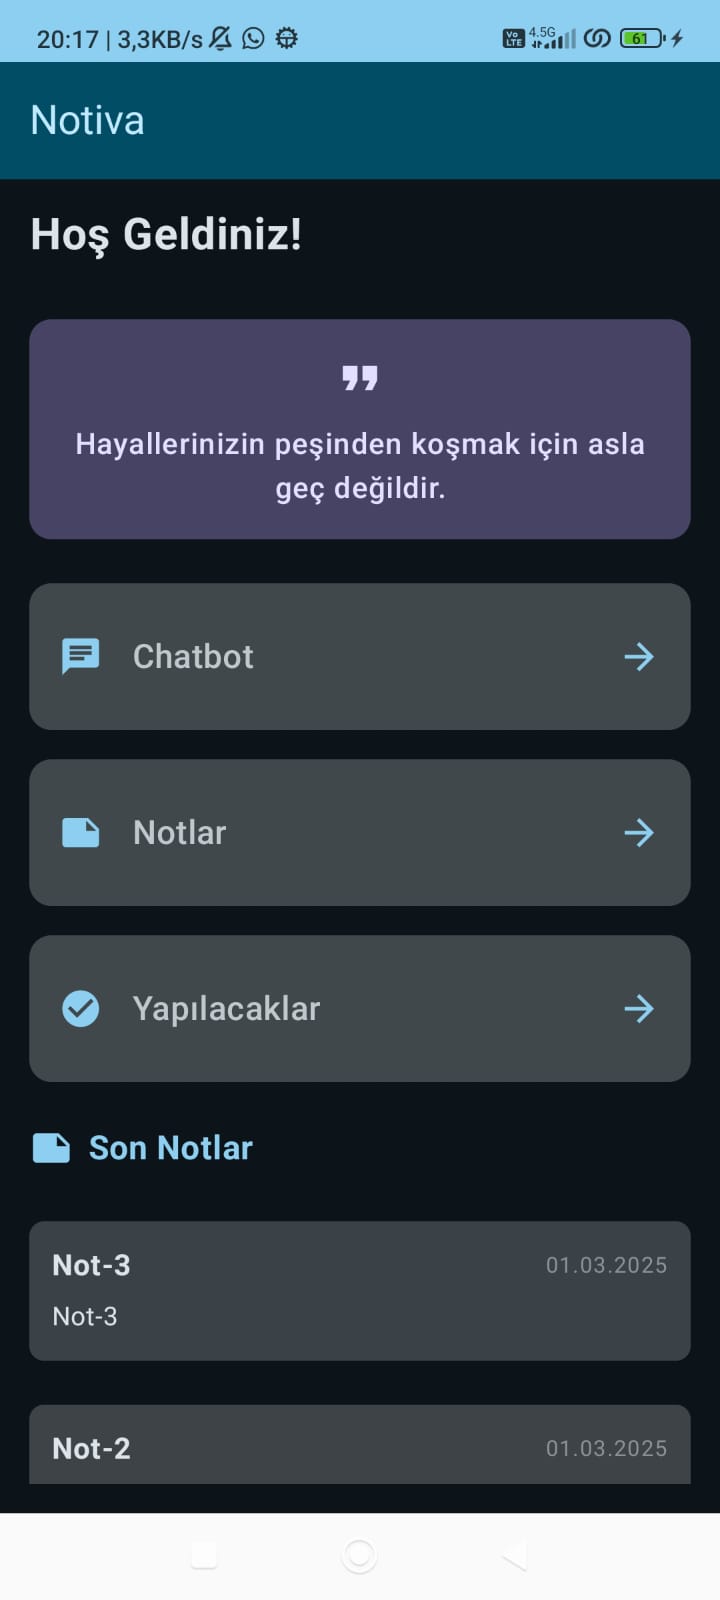 20:17 | 3,3KB/s
Vo LTE 4.5G 61
Notiva
Hoş Geldiniz!
Hayallerinizin peşinden koşmak için asla
geç değildir.
Chatbot
Notlar
Yapılacaklar
Son Notlar
Not-3 01.03.2025
Not-3
Not-2 01.03.2025